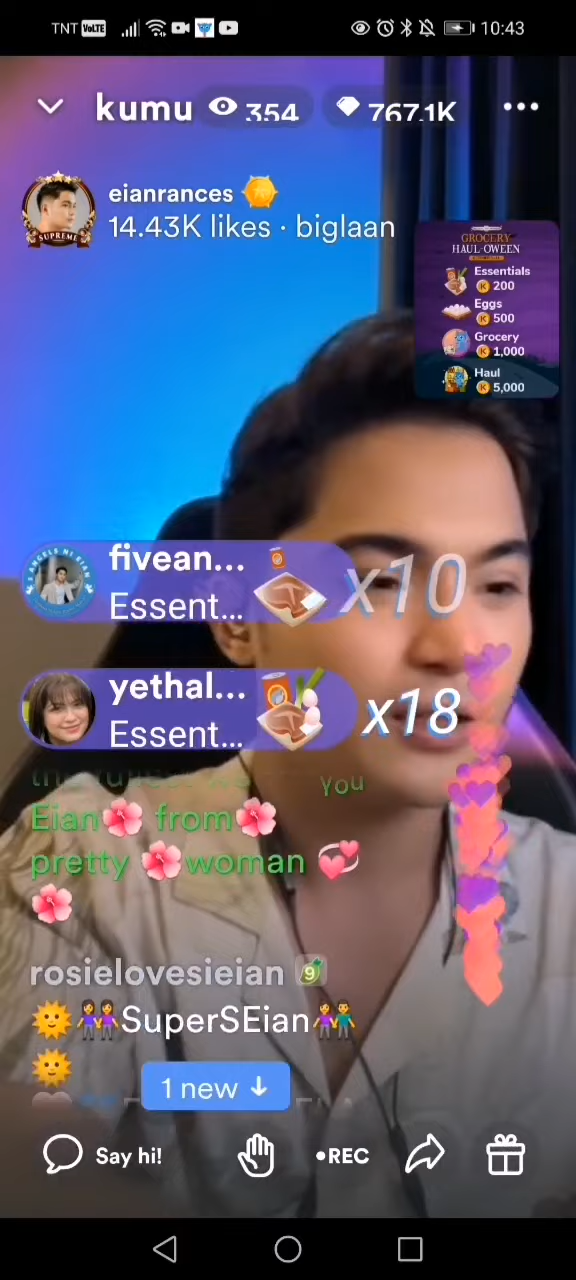 TNT VoLTE 10:43
kumu 354 767.1K
eianrances
14.43K likes · biglaan
SUPREME
GROCERY
HAUL-OWEEN
Essentials
200
Eggs
500
Grocery
1,000
Haul
5,000
fivean...
Essent... x10
yethal...
Essent... x18
You
Eian🌺 from🌺
pretty 🌺woman 💞
🌺
rosielovesieian 9
🌞👭SuperSEian👫
🌞
1 new ↓
Say hi! •REC